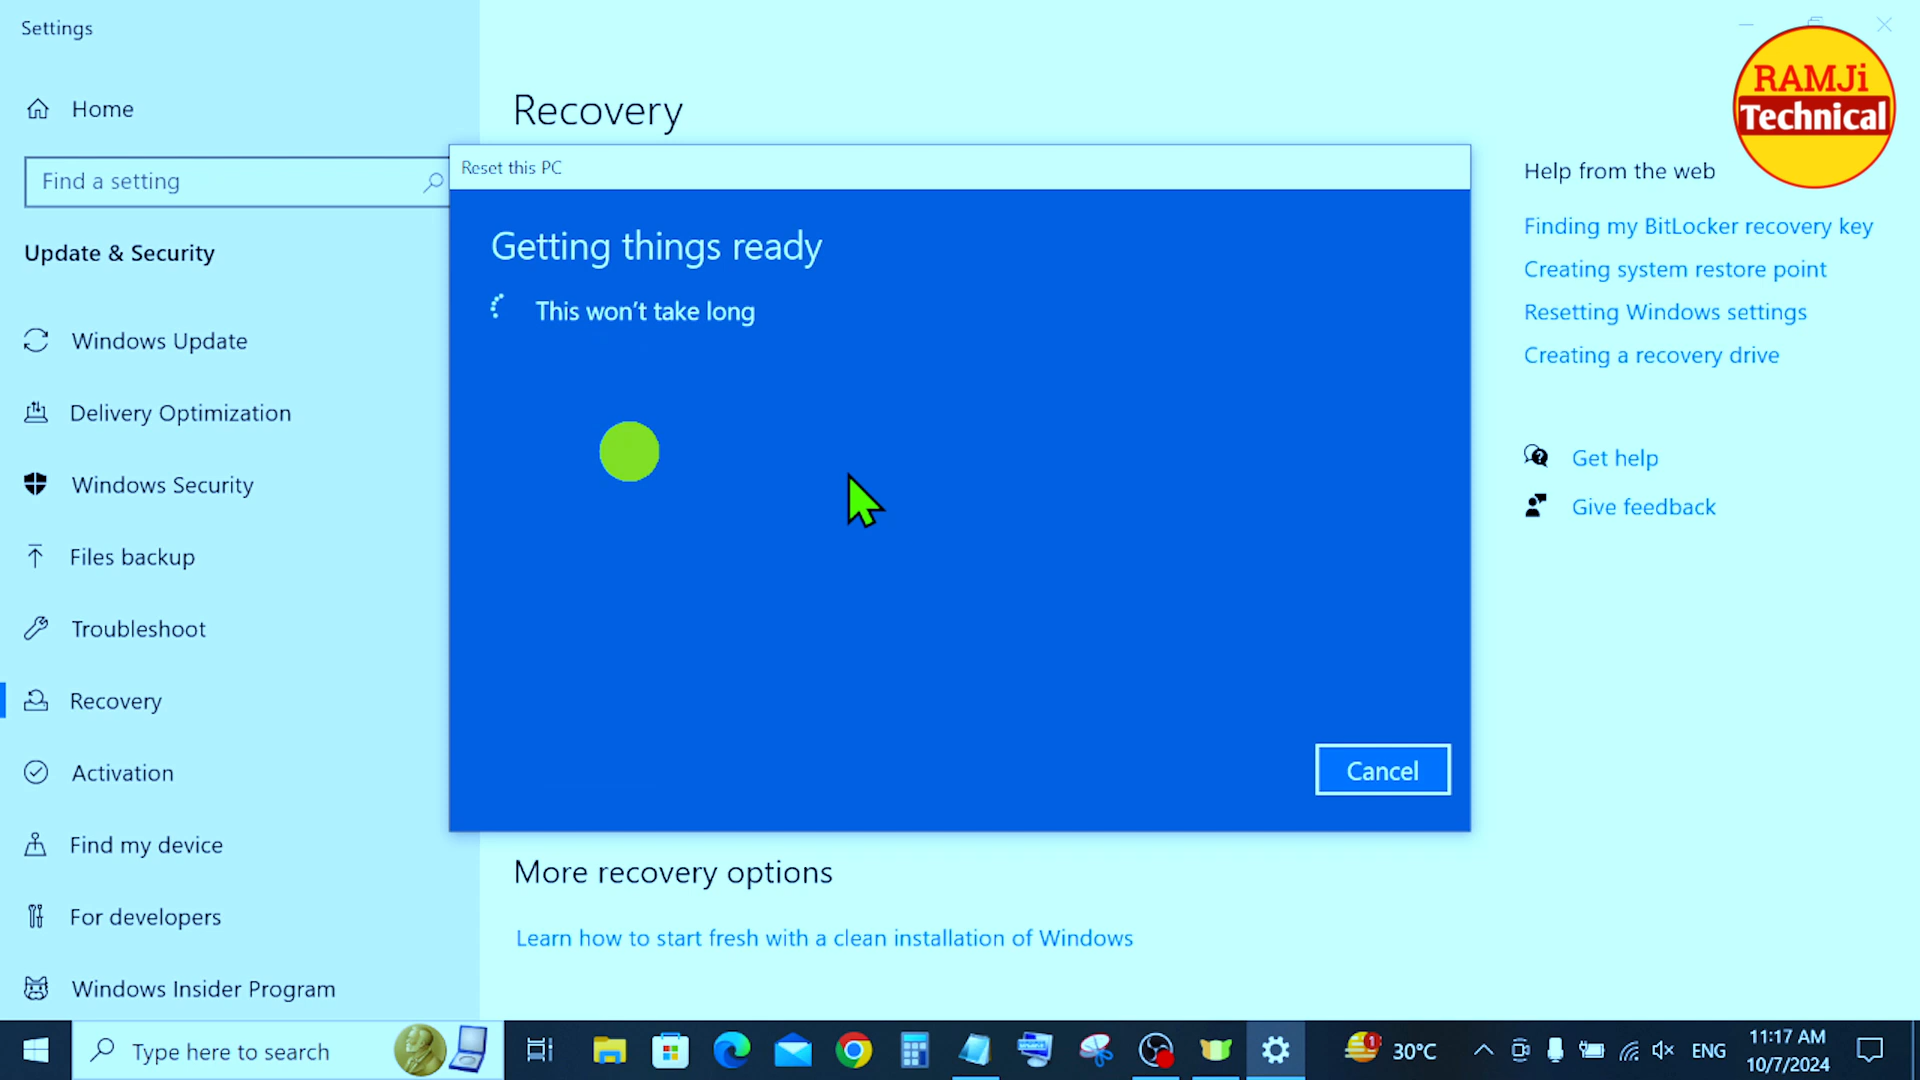 Settings
Home
Find a setting
Update & Security
Windows Update
Delivery Optimization
Windows Security
Files backup
Troubleshoot
Recovery
Activation
Find my device
For developers
Windows Insider Program
Recovery
Reset this PC
Getting things ready
This won't take long
Cancel
More recovery options
Learn how to start fresh with a clean installation of Windows
RAMJi
Technical
Help from the web
Finding my BitLocker recovery key
Creating system restore point
Resetting Windows settings
Creating a recovery drive
Get help
Give feedback
Type here to search
1
30°C
ENG
11:17 AM
10/7/2024